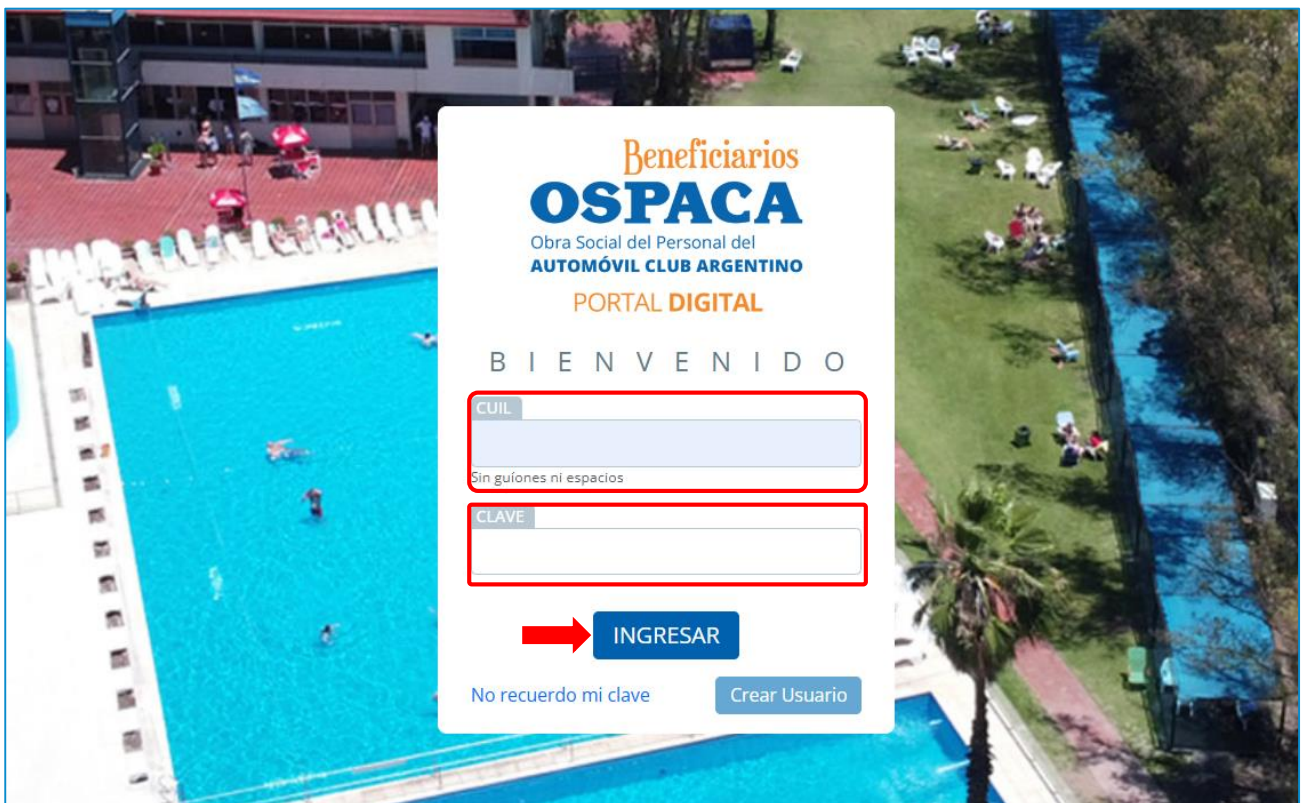 Beneficiarios
OSPACA
Obra Social del Personal del
AUTOMÓVIL CLUB ARGENTINO
PORTAL DIGITAL
BIENVENIDO
CUIL
Sin guíones ni espacios
CLAVE
INGRESAR
No recuerdo mi clave Crear Usuario